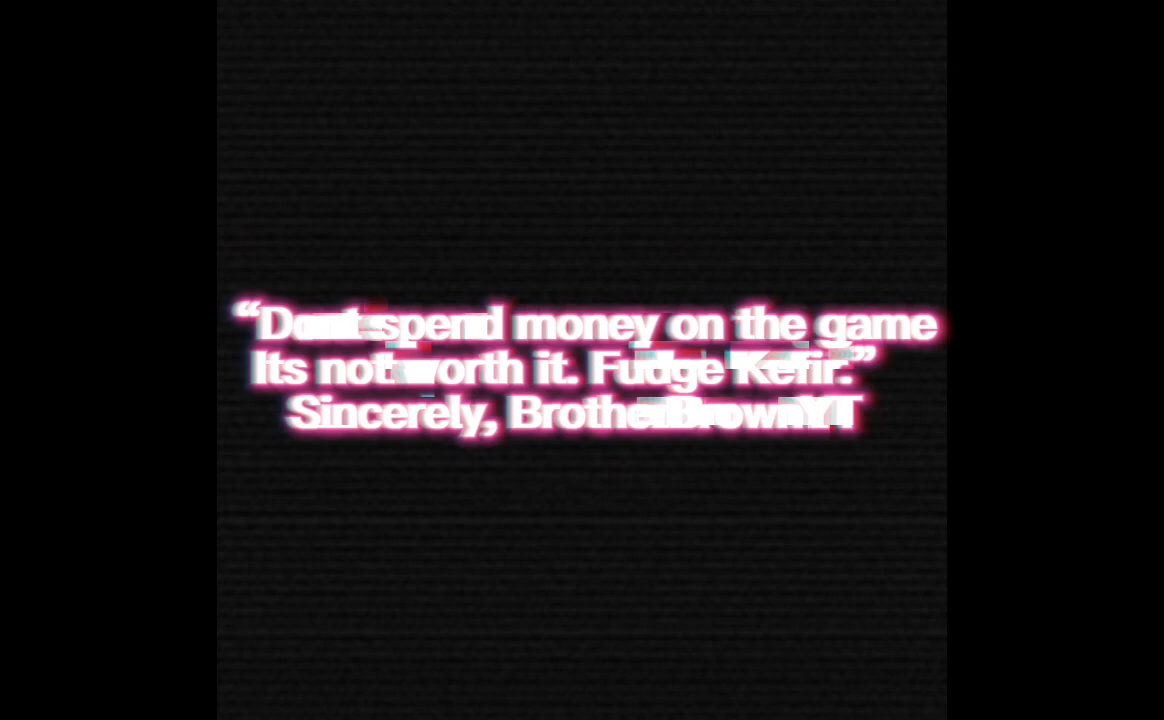 “Dont spend money on the game
Its not worth it. Fudge Kefir.”
Sincerely, BrotherBrownYT